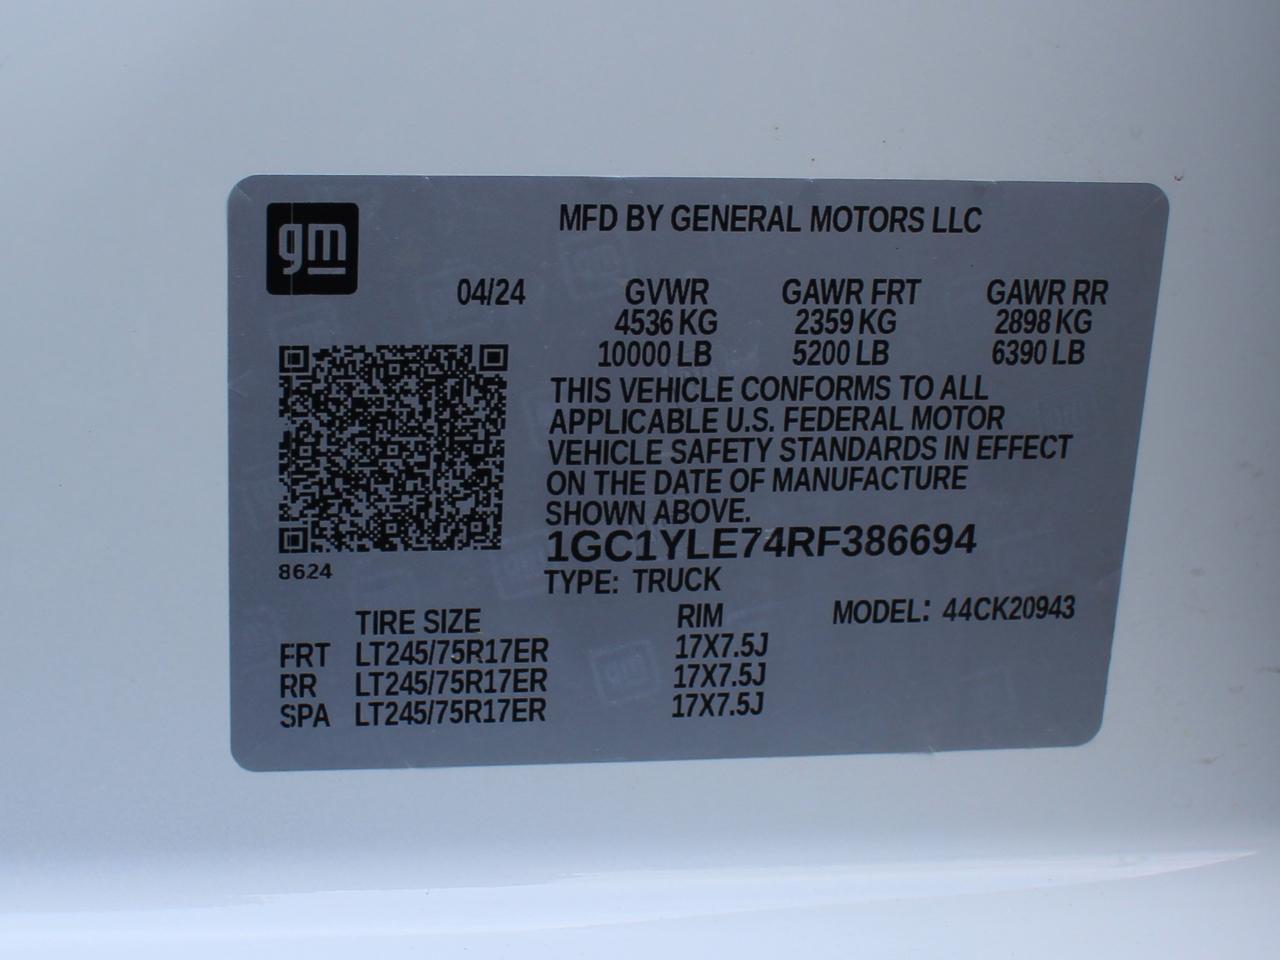 gm
MFD BY GENERAL MOTORS LLC
04/24 GVWR GAWR FRT GAWR RR
4536 KG 2359 KG 2898 KG
10000 LB 5200 LB 6390 LB
THIS VEHICLE CONFORMS TO ALL
APPLICABLE U.S. FEDERAL MOTOR
VEHICLE SAFETY STANDARDS IN EFFECT
ON THE DATE OF MANUFACTURE
SHOWN ABOVE.
1GC1YLE74RF386694
8624
TYPE: TRUCK
TIRE SIZE RIM MODEL: 44CK20943
FRT LT245/75R17ER 17X7.5J
RR LT245/75R17ER 17X7.5J
SPA LT245/75R17ER 17X7.5J